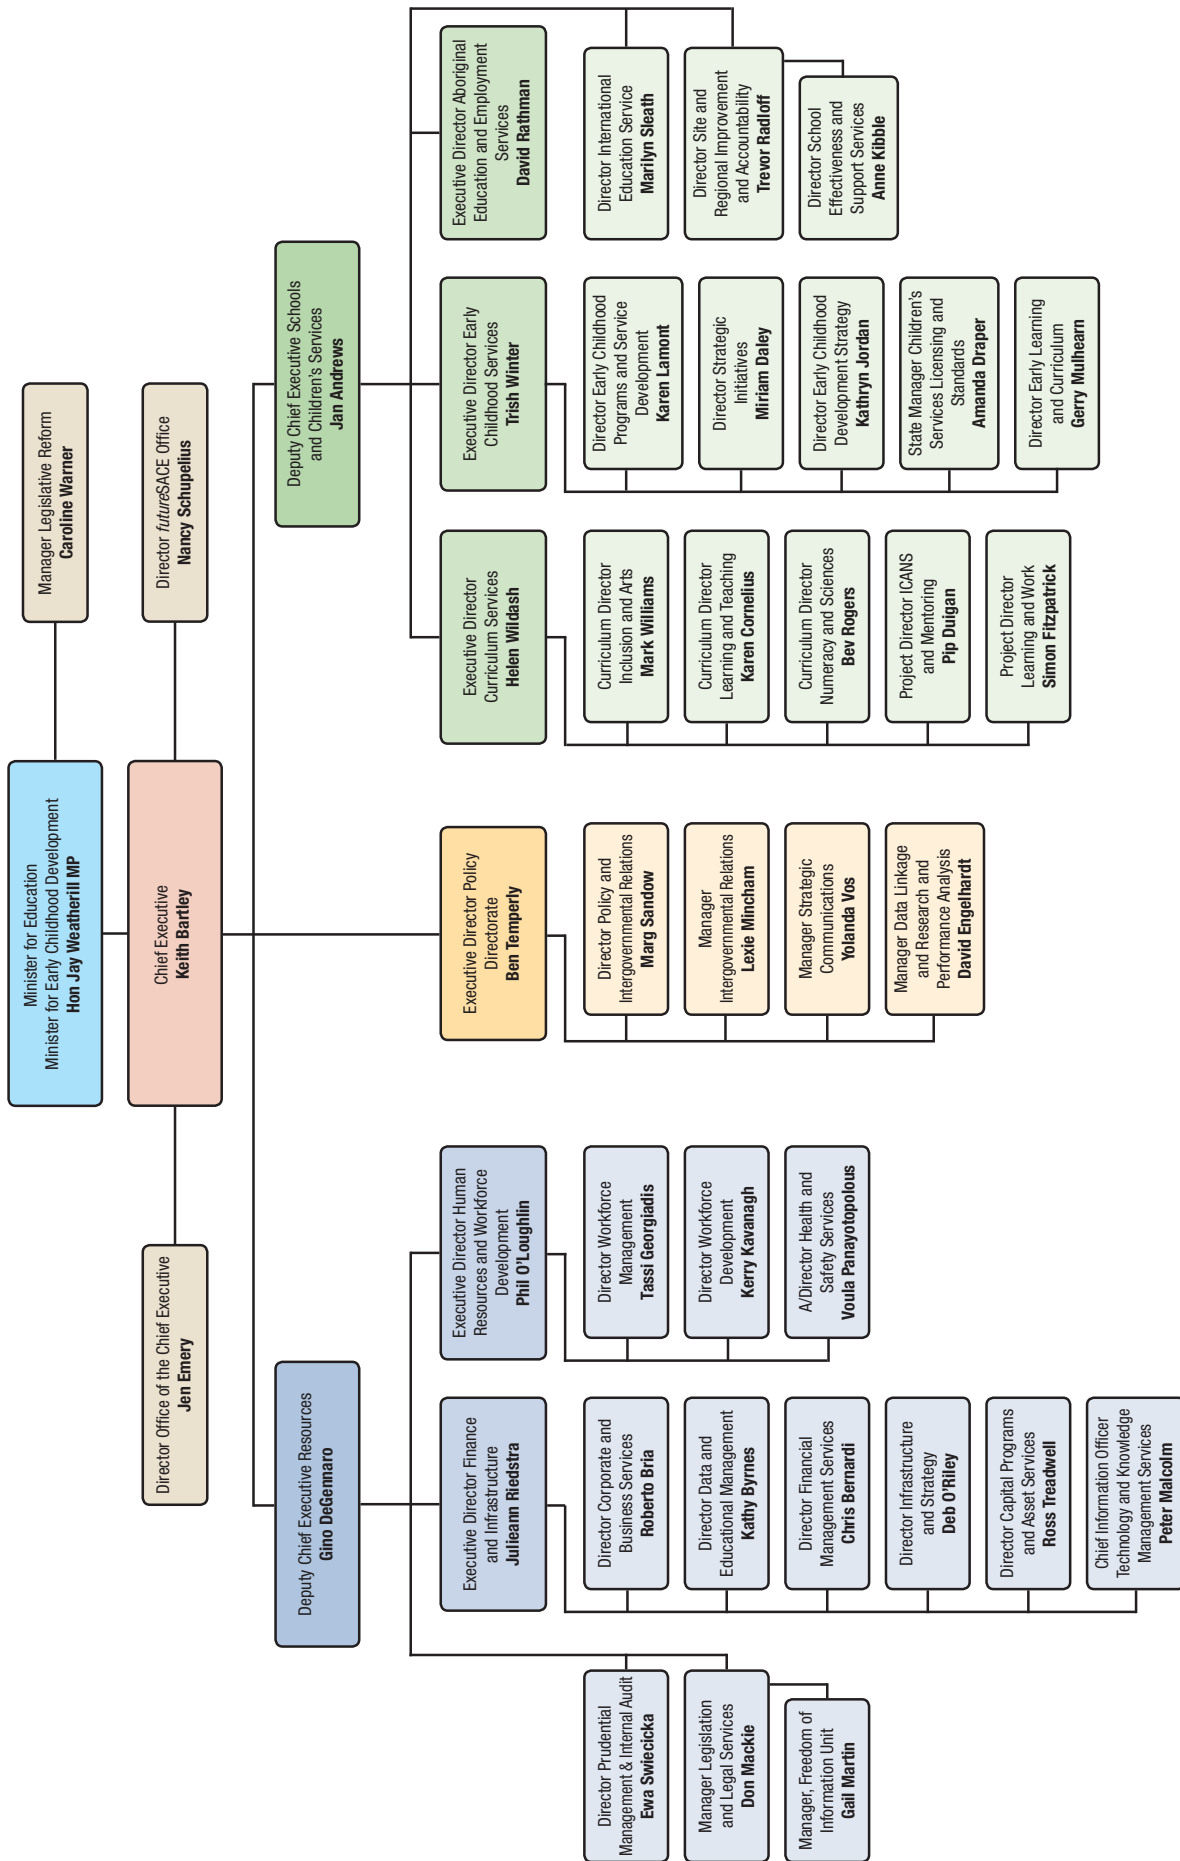 Minister for Education
Minister for Early Childhood Development
Hon Jay Weatherill MP
Manager Legislative Reform
Caroline Warner
Director Office of the Chief Executive
Jen Emery
Chief Executive
Keith Bartley
Director futureSACE Office
Nancy Schupelius
Deputy Chief Executive Resources
Gino DeGennaro
Deputy Chief Executive Schools
and Children's Services
Jan Andrews
Executive Director Finance
and Infrastructure
Julieann Riedstra
Executive Director Human
Resources and Workforce
Development
Phil O'Loughlin
Executive Director Policy
Directorate
Ben Temperly
Executive Director
Curriculum Services
Helen Wildash
Executive Director Early
Childhood Services
Trish Winter
Executive Director Aboriginal
Education and Employment
Services
David Rathman
Director Prudential
Management & Internal Audit
Ewa Swiecicka
Manager Legislation
and Legal Services
Don Mackie
Manager, Freedom of
Information Unit
Gail Martin
Director Corporate and
Business Services
Roberto Bria
Director Data and
Educational Management
Kathy Byrnes
Director Financial
Management Services
Chris Bernardi
Director Infrastructure
and Strategy
Deb O'Riley
Director Capital Programs
and Asset Services
Ross Treadwell
Chief Information Officer
Technology and Knowledge
Management Services
Peter Malcolm
Director Workforce
Management
Tassi Georgiadis
Director Workforce
Development
Kerry Kavanagh
A/Director Health and
Safety Services
Voula Panayotopolous
Director Policy and
Intergovernmental Relations
Marg Sandow
Manager
Intergovernmental Relations
Lexie Mincham
Manager Strategic
Communications
Yolanda Vos
Manager Data Linkage
and Research and
Performance Analysis
David Engelhardt
Curriculum Director
Inclusion and Arts
Mark Williams
Curriculum Director
Learning and Teaching
Karen Cornelius
Curriculum Director
Numeracy and Sciences
Bev Rogers
Project Director ICANS
and Mentoring
Pip Duigan
Project Director
Learning and Work
Simon Fitzpatrick
Director Early Childhood
Programs and Service
Development
Karen Lamont
Director Strategic
Initiatives
Miriam Daley
Director Early Childhood
Development Strategy
Kathryn Jordan
State Manager Children's
Services Licensing and
Standards
Amanda Draper
Director Early Learning
and Curriculum
Gerry Mulhearn
Director International
Education Service
Marilyn Sleath
Director Site and
Regional Improvement
and Accountability
Trevor Radloff
Director School
Effectiveness and
Support Services
Anne Kibble